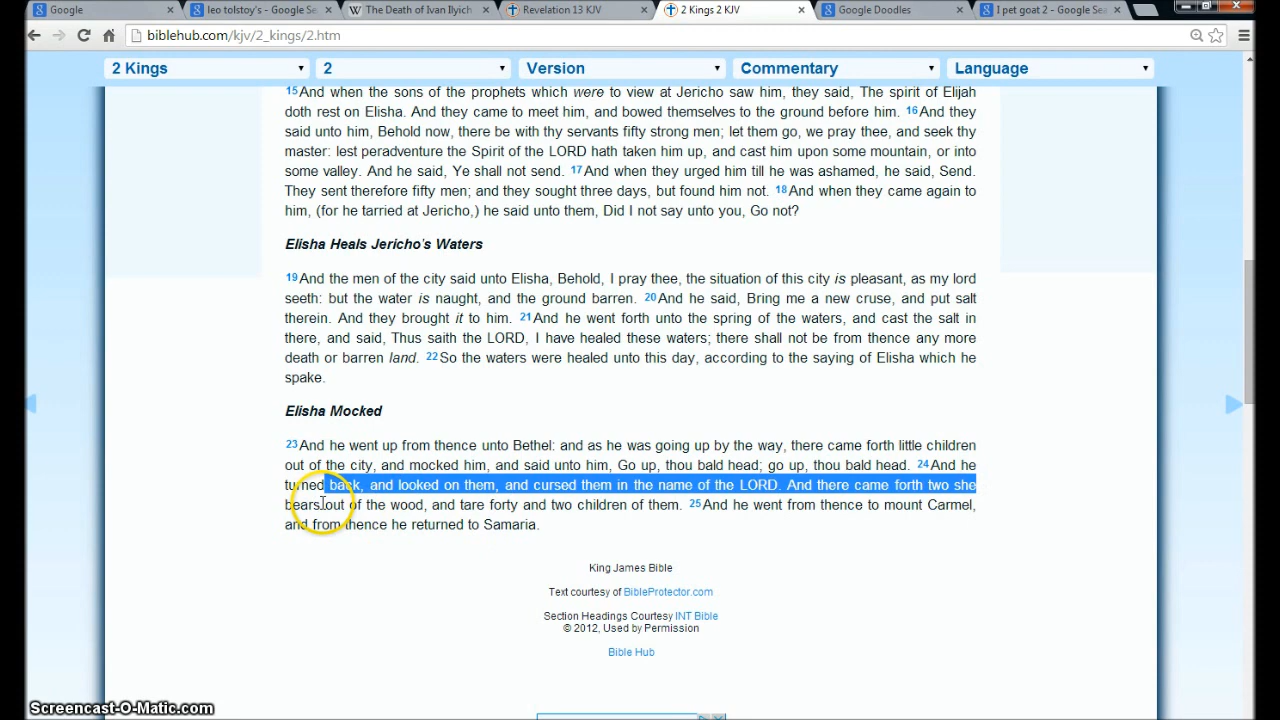 Google
leo tolstoy's - Google Se
The Death of Ivan Ilyich
Revelation 13 KJV
2 Kings 2 KJV
Google Doodles
I pet goat 2 - Google Sea
biblehub.com/kjv/2_kings/2.htm
2 Kings
2
Version
Commentary
Language
15And when the sons of the prophets which were to view at Jericho saw him, they said, The spirit of Elijah
doth rest on Elisha. And they came to meet him, and bowed themselves to the ground before him. 16And they
said unto him, Behold now, there be with thy servants fifty strong men; let them go, we pray thee, and seek thy
master: lest peradventure the Spirit of the LORD hath taken him up, and cast him upon some mountain, or into
some valley. And he said, Ye shall not send. 17And when they urged him till he was ashamed, he said, Send.
They sent therefore fifty men; and they sought three days, but found him not. 18And when they came again to
him, (for he tarried at Jericho,) he said unto them, Did I not say unto you, Go not?
Elisha Heals Jericho's Waters
19And the men of the city said unto Elisha, Behold, I pray thee, the situation of this city is pleasant, as my lord
seeth: but the water is naught, and the ground barren. 20And he said, Bring me a new cruse, and put salt
therein. And they brought it to him. 21And he went forth unto the spring of the waters, and cast the salt in
there, and said, Thus saith the LORD, I have healed these waters; there shall not be from thence any more
death or barren land. 22So the waters were healed unto this day, according to the saying of Elisha which he
spake.
Elisha Mocked
23And he went up from thence unto Bethel: and as he was going up by the way, there came forth little children
out of the city, and mocked him, and said unto him, Go up, thou bald head; go up, thou bald head. 24And he
turned back, and looked on them, and cursed them in the name of the LORD. And there came forth two she
bears out of the wood, and tare forty and two children of them. 25And he went from thence to mount Carmel,
and from thence he returned to Samaria.
King James Bible
Text courtesy of BibleProtector.com
Section Headings Courtesy INT Bible
© 2012, Used by Permission
Bible Hub
Screencast-O-Matic.com